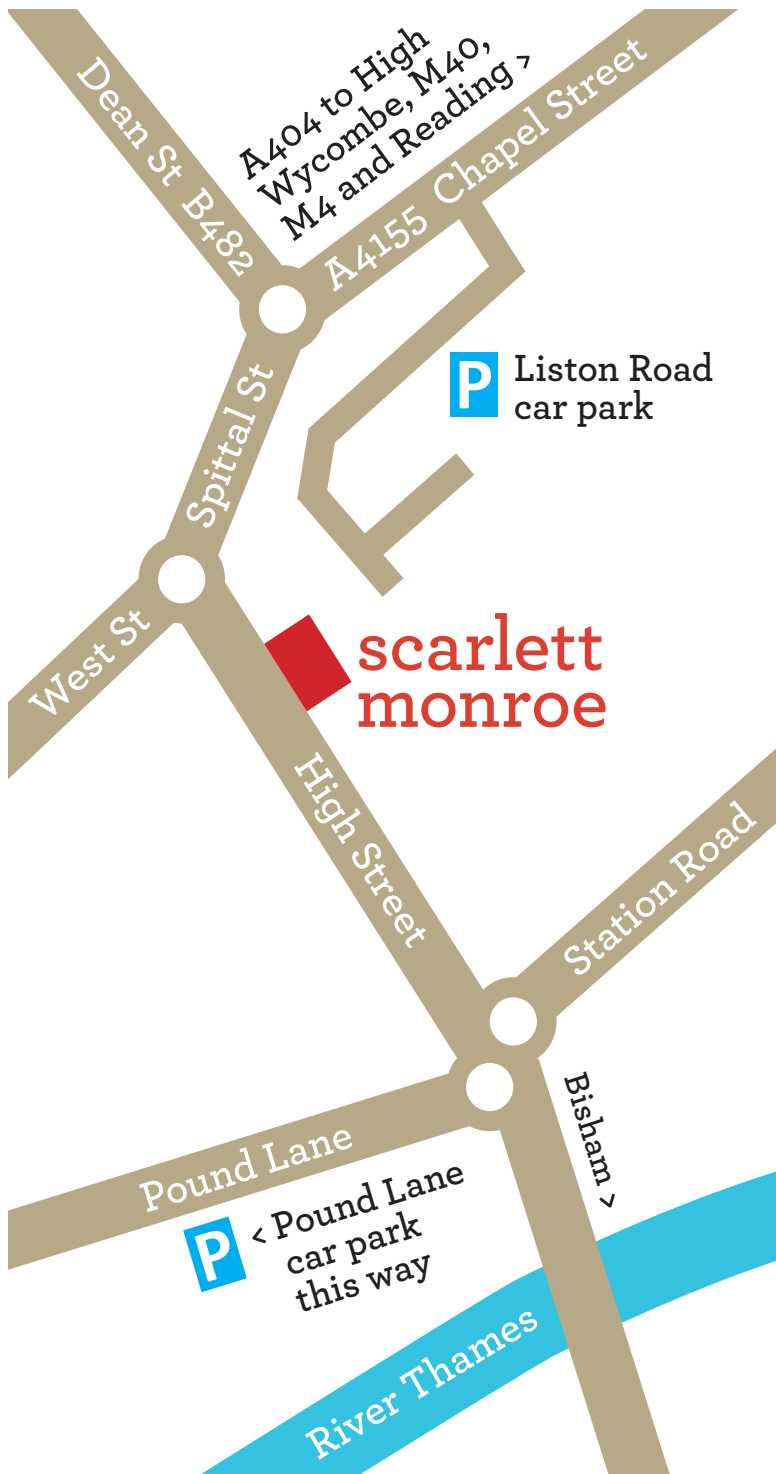 Dean St B482
A404 to High
Wycombe, M40,
M4 and Reading >
A4155 Chapel Street
P
Liston Road
car park
Spittal St
West St
scarlett
monroe
High Street
Station Road
Bisham >
Pound Lane
P
< Pound Lane
car park
this way
River Thames